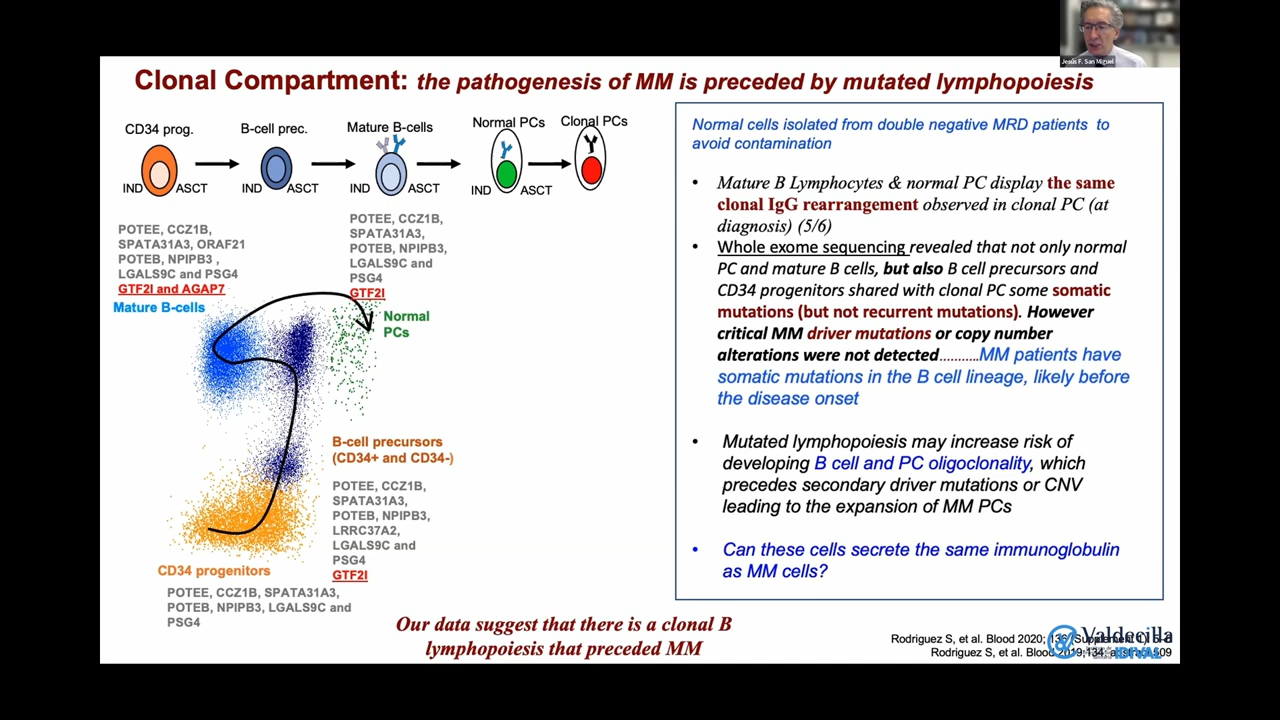 Jesús F. San Miguel
Clonal Compartment: the pathogenesis of MM is preceded by mutated lymphopoiesis
CD34 prog.
B-cell prec.
Mature B-cells
Normal PCs
Clonal PCs
IND
ASCT
IND
ASCT
IND
ASCT
IND
ASCT
POTEE, CCZ1B,
SPATA31A3, ORAF21
POTEB, NPIPB3 ,
LGALS9C and PSG4
GTF2I and AGAP7
Mature B-cells
POTEE, CCZ1B,
SPATA31A3,
POTEB, NPIPB3,
LGALS9C and
PSG4
GTF2I
Normal
PCs
B-cell precursors
(CD34+ and CD34-)
POTEE, CCZ1B,
SPATA31A3,
POTEB, NPIPB3,
LRRC37A2,
LGALS9C and
PSG4
GTF2I
CD34 progenitors
POTEE, CCZ1B, SPATA31A3,
POTEB, NPIPB3, LGALS9C and
PSG4
Our data suggest that there is a clonal B
lymphopoiesis that preceded MM
Normal cells isolated from double negative MRD patients to
avoid contamination
• Mature B Lymphocytes & normal PC display the same
clonal IgG rearrangement observed in clonal PC (at
diagnosis) (5/6)
• Whole exome sequencing revealed that not only normal
PC and mature B cells, but also B cell precursors and
CD34 progenitors shared with clonal PC some somatic
mutations (but not recurrent mutations). However
critical MM driver mutations or copy number
alterations were not detected...........MM patients have
somatic mutations in the B cell lineage, likely before
the disease onset
• Mutated lymphopoiesis may increase risk of
developing B cell and PC oligoclonality, which
precedes secondary driver mutations or CNV
leading to the expansion of MM PCs
• Can these cells secrete the same immunoglobulin
as MM cells?
Rodriguez S, et al. Blood 2020; 136 (Supplement 1)
Rodriguez S, et al. Blood 2019;134: abstract 509
Valdecilla
IDIVAL